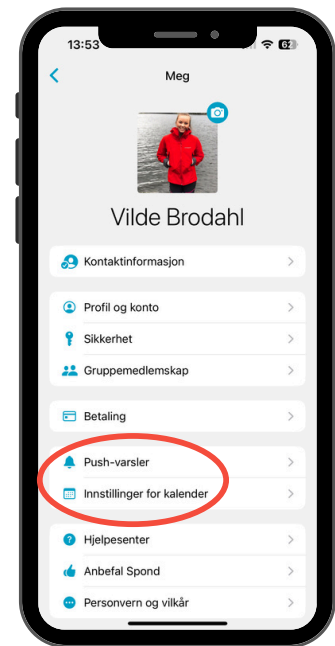 13:53
62
Meg
Vilde Brodahl
Kontaktinformasjon
Profil og konto
Sikkerhet
Gruppemedlemskap
Betaling
Push-varsler
Innstillinger for kalender
Hjelpesenter
Anbefal Spond
Personvern og vilkår